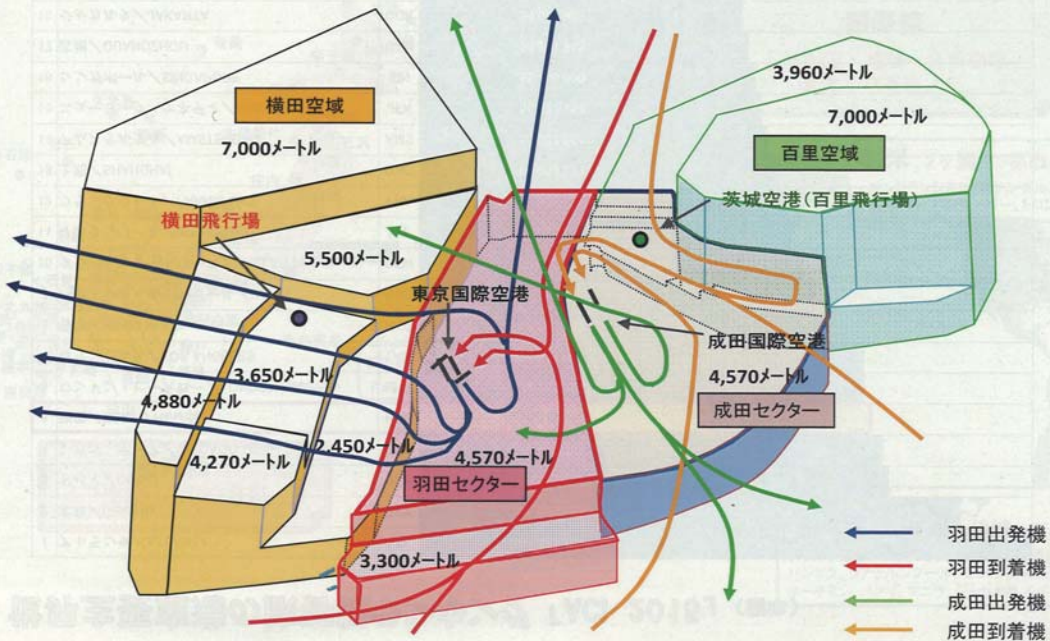 3,960メートル
横田空域
7,000メートル
7,000メートル
百里空域
横田飛行場
茨城空港(百里飛行場)
5,500メートル
東京国際空港
成田国際空港
3,650メートル
4,570メートル
4,880メートル
成田セクター
2,450メートル
4,270メートル
4,570メートル
羽田セクター
3,300メートル
羽田出発機
羽田到着機
成田出発機
成田到着機